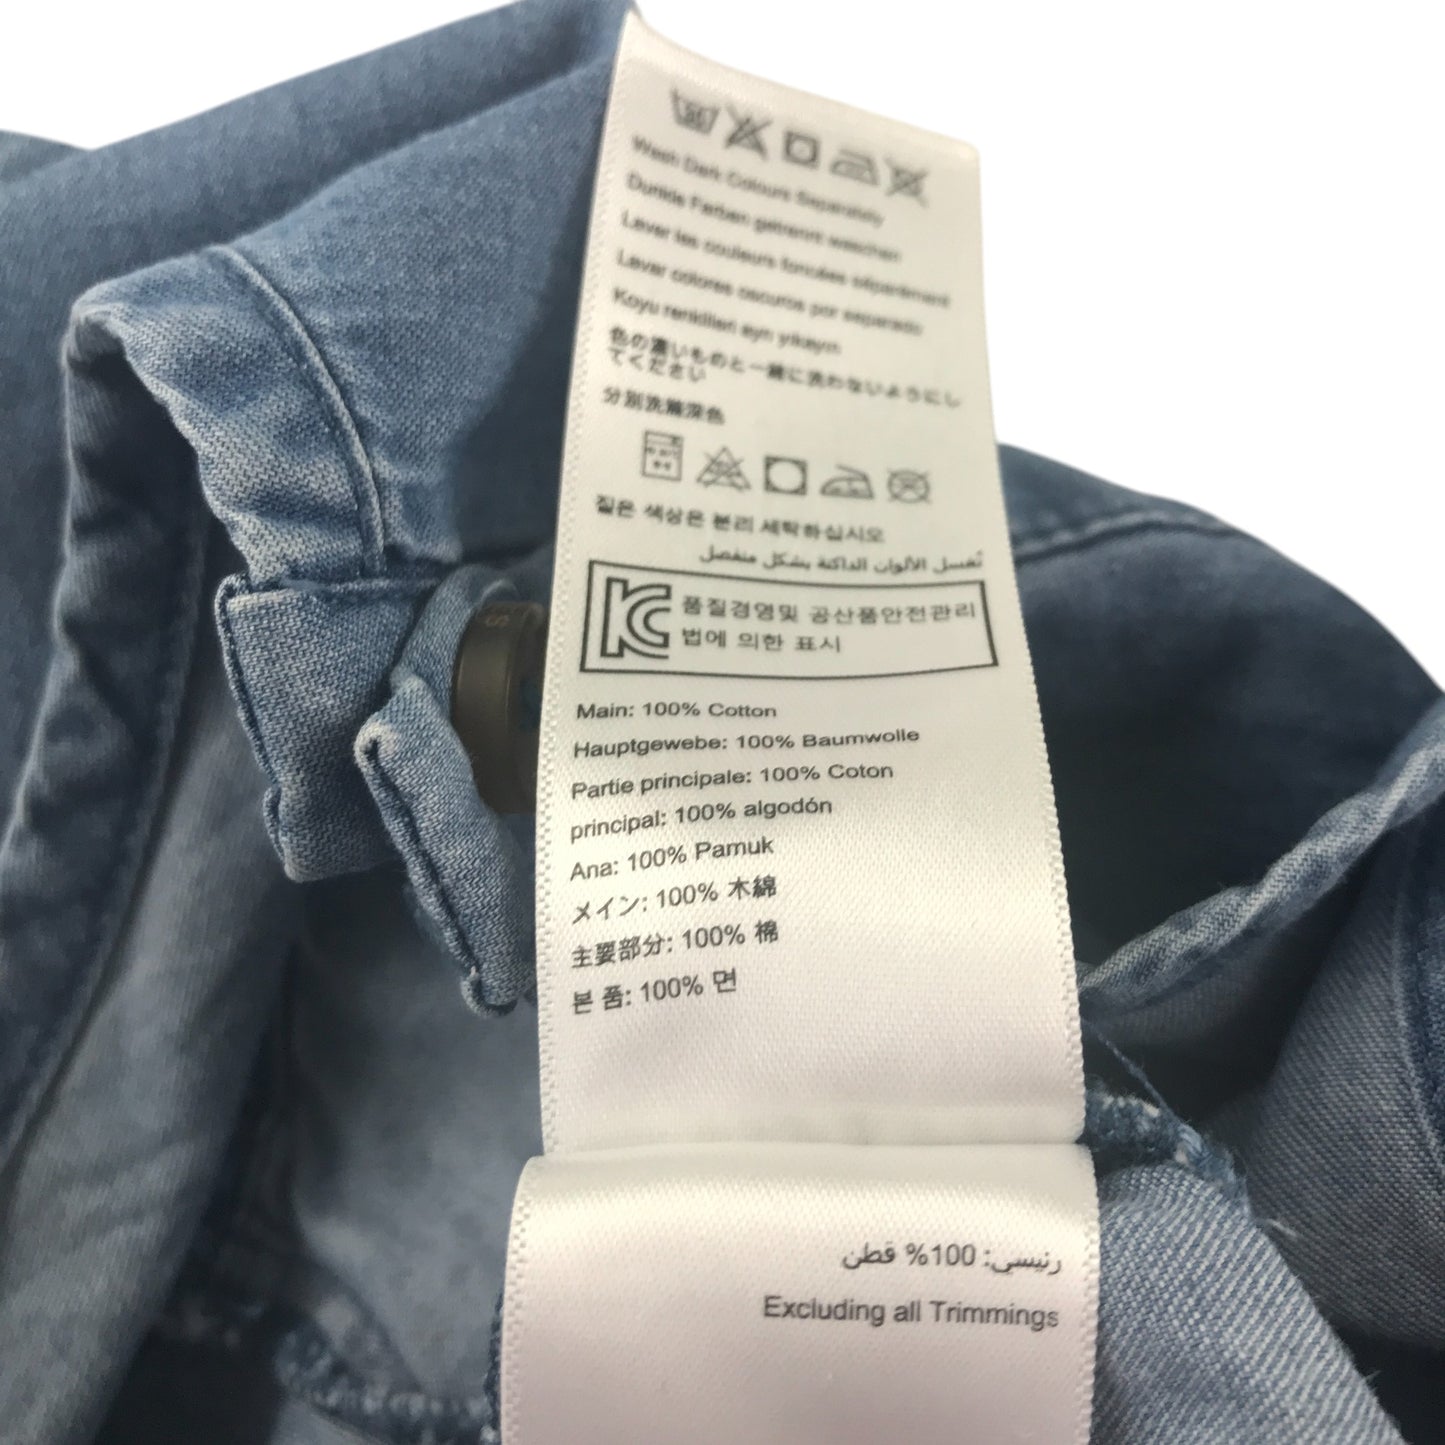 Wash Dark Colours Separately
Dunkle Farben getrennt waschen
Laver les couleurs foncées séparément
Lavar colores oscuros por separado
Koyu renklileri ayrı yıkayın
色の濃いものと一緒に洗わないようにし
てください
分别洗涤深色
짙은 색상은 분리 세탁하십시오
تُغسل الألوان الداكنة بشكل منفصل
KC 품질경영및 공산품안전관리
법에 의한 표시
Main: 100% Cotton
Hauptgewebe: 100% Baumwolle
Partie principale: 100% Coton
principal: 100% algodón
Ana: 100% Pamuk
メイン: 100% 木綿
主要部分: 100% 棉
본 품: 100% 면
رئيسي: 100% قطن
Excluding all Trimmings